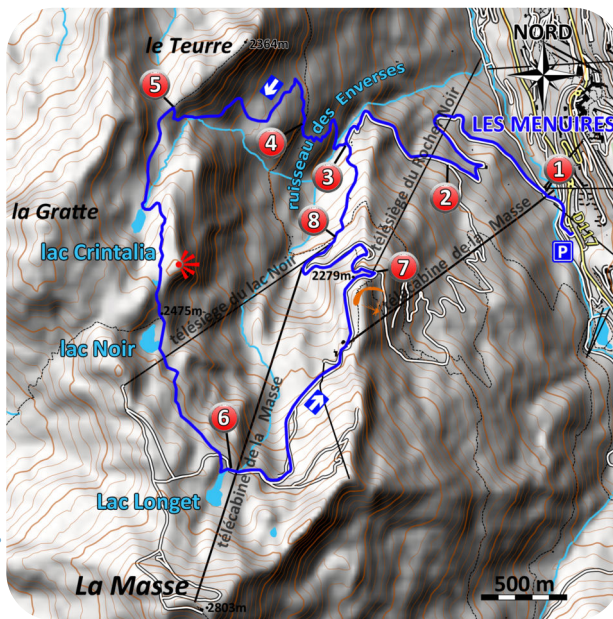 le Teurre
2364m
NORD
5
4
ruisseau des Enverses
LES MENUIRES
1
3
2
D117
la Gratte
8
télésiège du Rocher Noir
P
lac Crintalia
2279m
7
télécabine de la Masse
2475m
télésiège du lac Noir
lac Noir
6
télécabine de la Masse
Lac Longet
La Masse
2803m
500 m